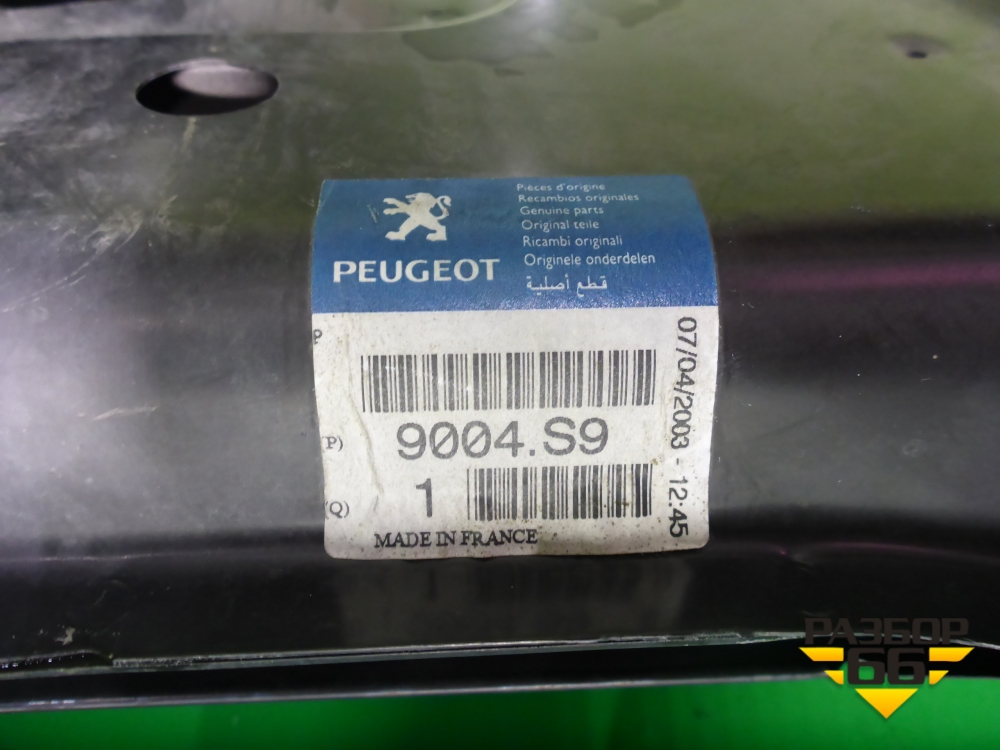 PEUGEOT
Pièces d'origine
Recambios originales
Genuine parts
Original teile
Ricambi originali
Originele onderdelen
قطع أصلية
P
(P) 9004.S9
(Q) 1
MADE IN FRANCE
07/04/2003 - 12:45
РАЗБОР
66